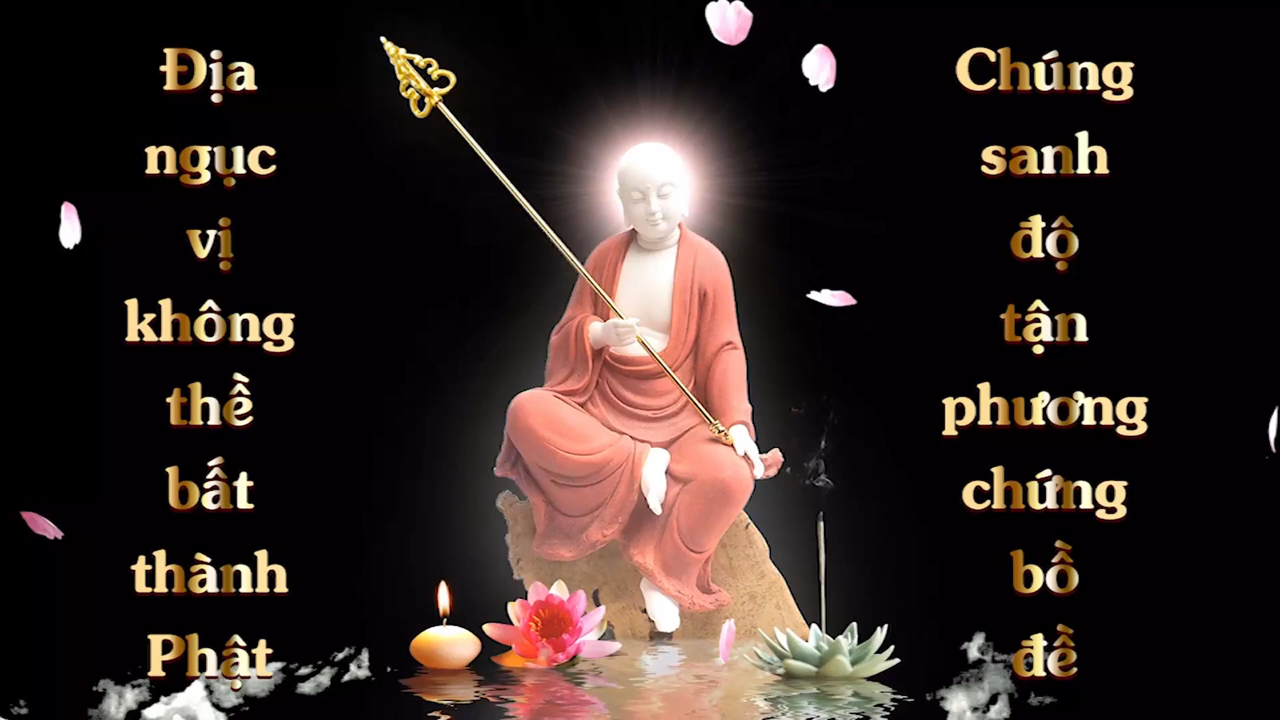 Địa
ngục
vị
không
thề
bất
thành
Phật
Chúng
sanh
độ
tận
phương
chứng
bồ
đề